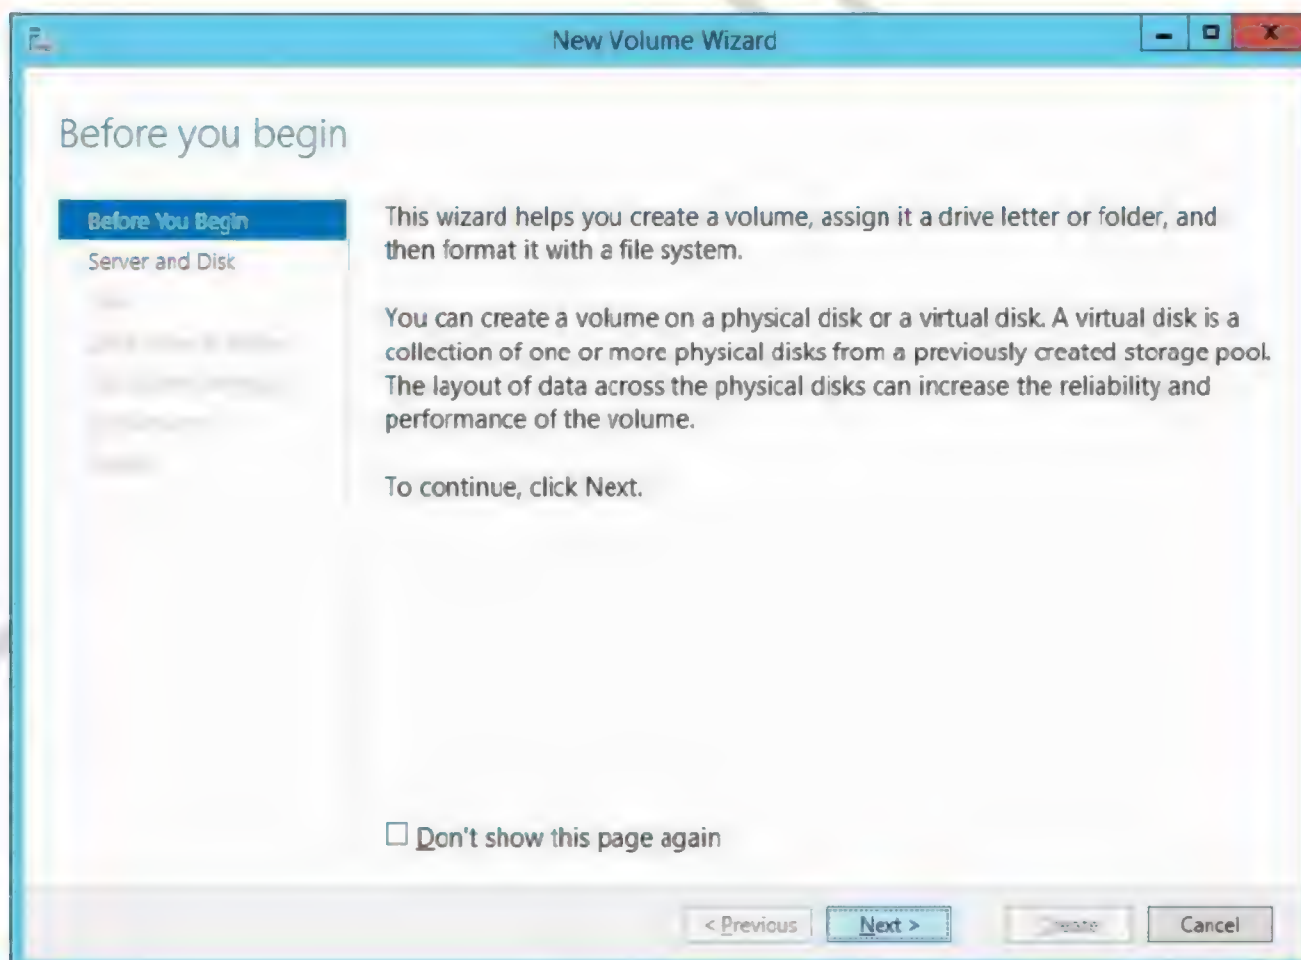 New Volume Wizard
Before you begin
Before You Begin
Server and Disk
This wizard helps you create a volume, assign it a drive letter or folder, and
then format it with a file system.
You can create a volume on a physical disk or a virtual disk. A virtual disk is a
collection of one or more physical disks from a previously created storage pool.
The layout of data across the physical disks can increase the reliability and
performance of the volume.
To continue, click Next.
Don't show this page again
< Previous
Next >
Create
Cancel